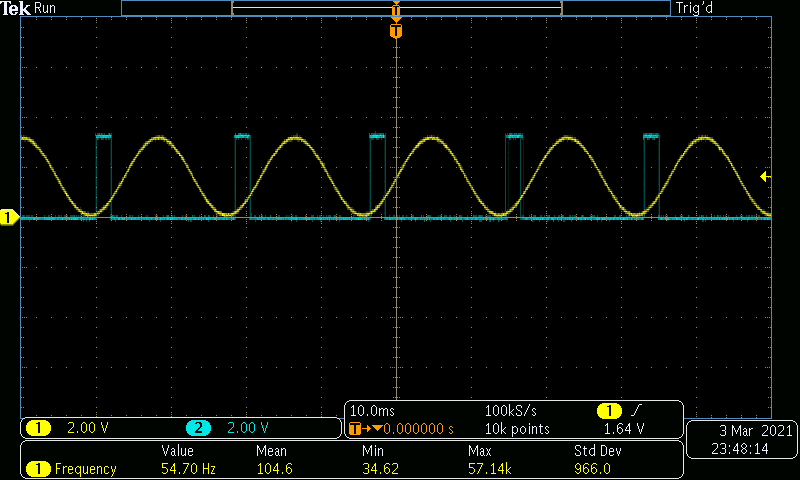 Tek Run Trig'd
T
T
1
1 2.00 V 2 2.00 V
10.0ms 100kS/s 1
T→▼0.000000 s 10k points 1.64 V
3 Mar 2021
23:48:14
Value Mean Min Max Std Dev
1 Frequency 54.70 Hz 104.6 34.62 57.14k 966.0